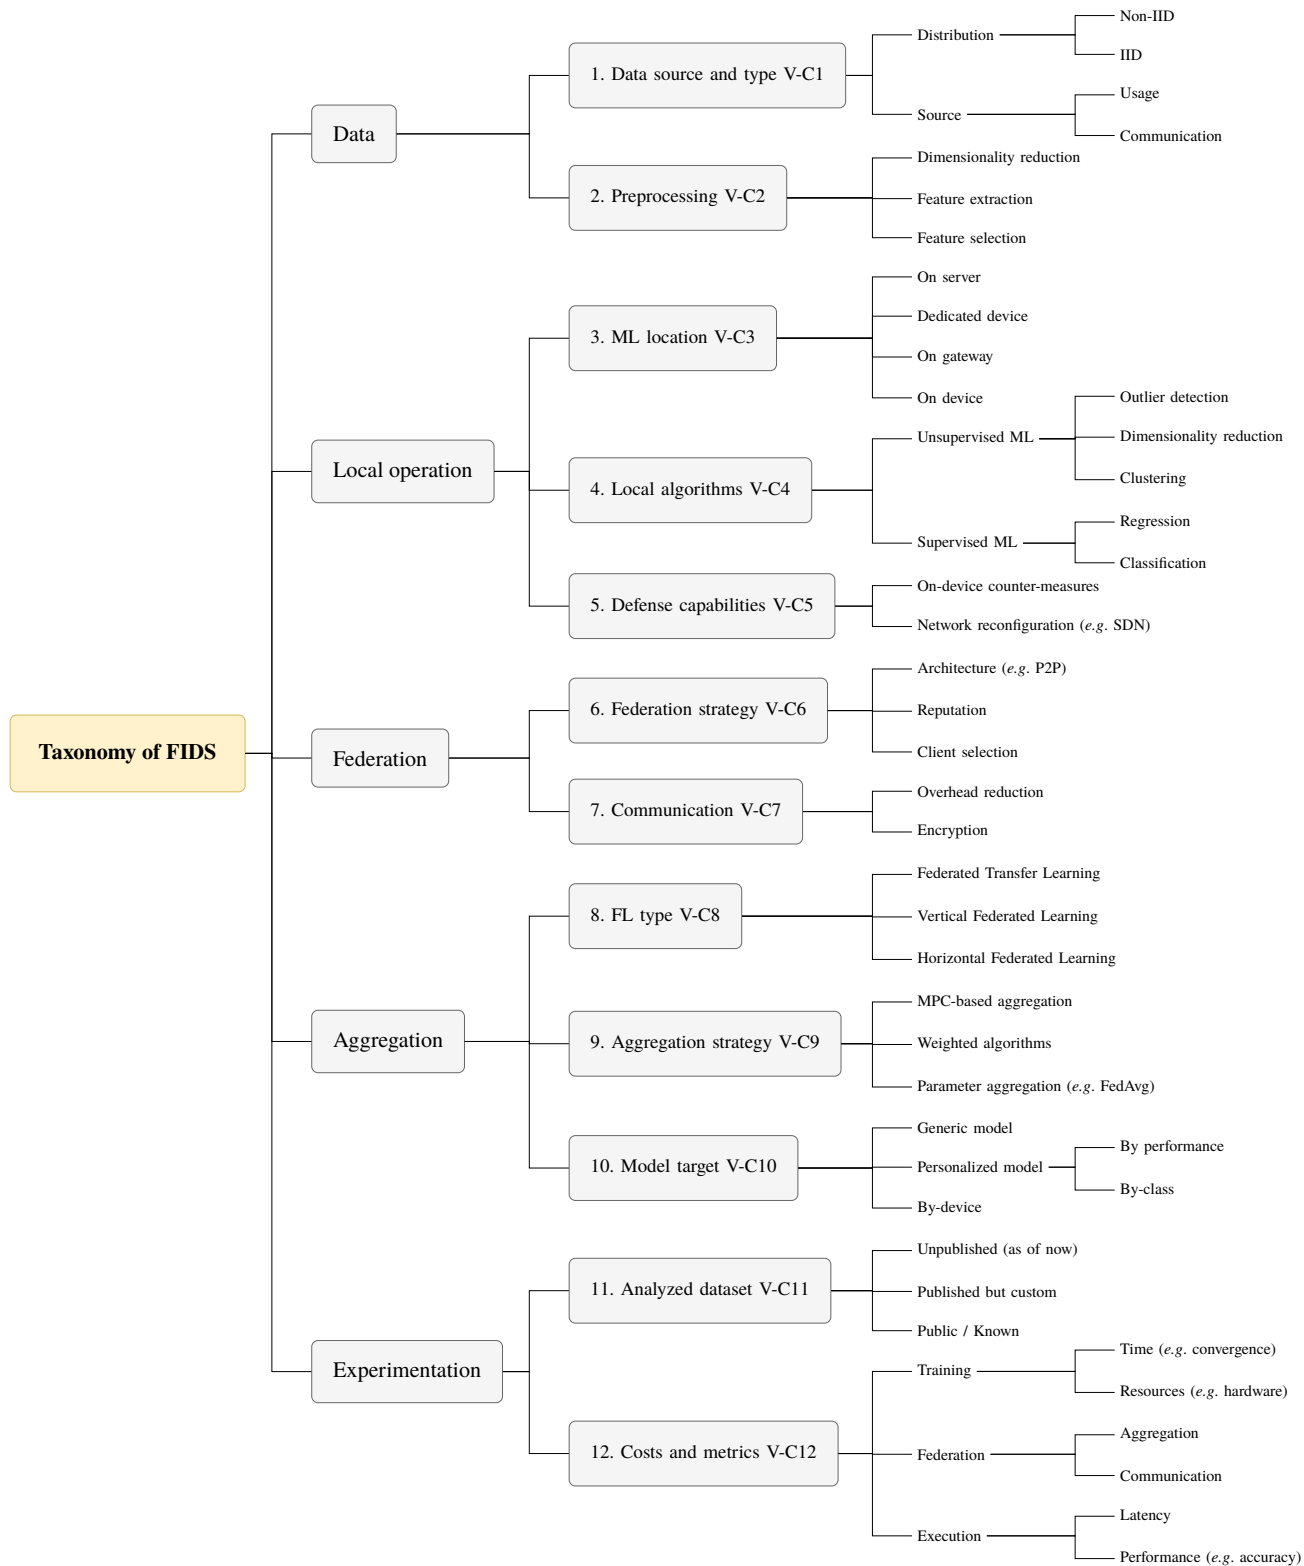 Taxonomy of FIDS
Data
1. Data source and type V-C1
Distribution
Non-IID
IID
Source
Usage
Communication
2. Preprocessing V-C2
Dimensionality reduction
Feature extraction
Feature selection
Local operation
3. ML location V-C3
On server
Dedicated device
On gateway
On device
4. Local algorithms V-C4
Unsupervised ML
Outlier detection
Dimensionality reduction
Clustering
Supervised ML
Regression
Classification
5. Defense capabilities V-C5
On-device counter-measures
Network reconfiguration (e.g. SDN)
Federation
6. Federation strategy V-C6
Architecture (e.g. P2P)
Reputation
Client selection
7. Communication V-C7
Overhead reduction
Encryption
Aggregation
8. FL type V-C8
Federated Transfer Learning
Vertical Federated Learning
Horizontal Federated Learning
9. Aggregation strategy V-C9
MPC-based aggregation
Weighted algorithms
Parameter aggregation (e.g. FedAvg)
10. Model target V-C10
Generic model
Personalized model
By performance
By-class
By-device
Experimentation
11. Analyzed dataset V-C11
Unpublished (as of now)
Published but custom
Public / Known
12. Costs and metrics V-C12
Training
Time (e.g. convergence)
Resources (e.g. hardware)
Federation
Aggregation
Communication
Execution
Latency
Performance (e.g. accuracy)